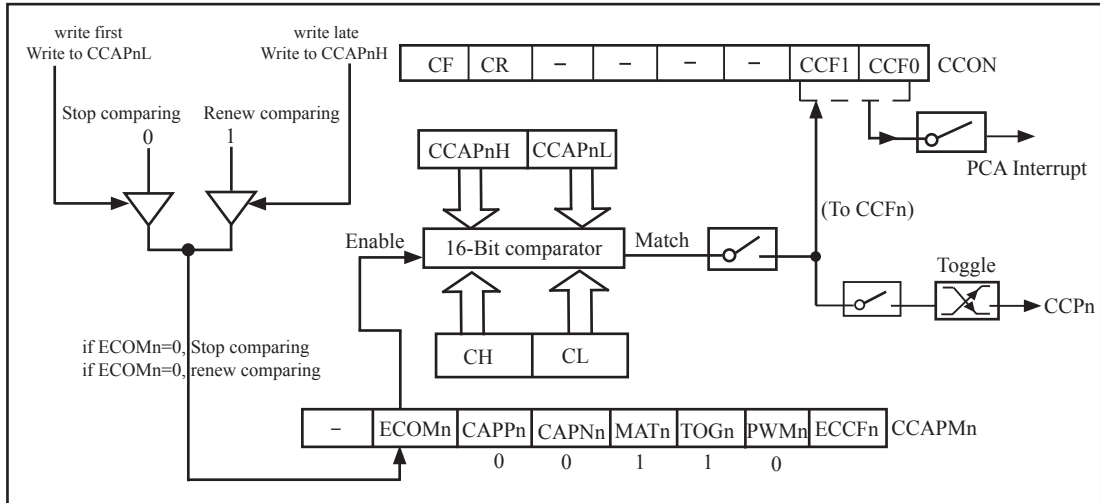 write first
Write to CCAPnL
write late
Write to CCAPnH
CF CR – – – – CCF1 CCF0 CCON
Stop comparing
0
Renew comparing
1
CCAPnH CCAPnL
PCA Interrupt
(To CCFn)
Enable
16-Bit comparator
Match
Toggle
CCPn
CH CL
if ECOMn=0, Stop comparing
if ECOMn=0, renew comparing
– ECOMn CAPPn CAPNn MATn TOGn PWMn ECCFn CCAPMn
0 0 1 1 0